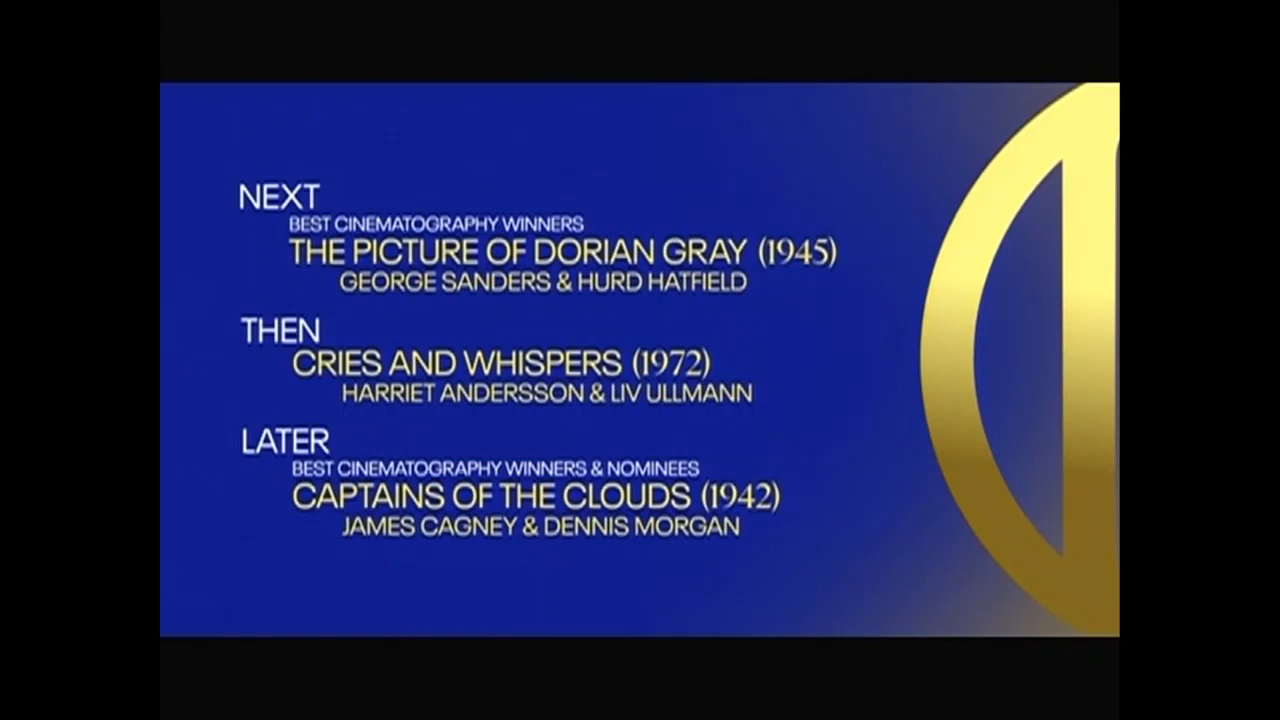 NEXT
BEST CINEMATOGRAPHY WINNERS
THE PICTURE OF DORIAN GRAY (1945)
GEORGE SANDERS & HURD HATFIELD
THEN
CRIES AND WHISPERS (1972)
HARRIET ANDERSSON & LIV ULLMANN
LATER
BEST CINEMATOGRAPHY WINNERS & NOMINEES
CAPTAINS OF THE CLOUDS (1942)
JAMES CAGNEY & DENNIS MORGAN